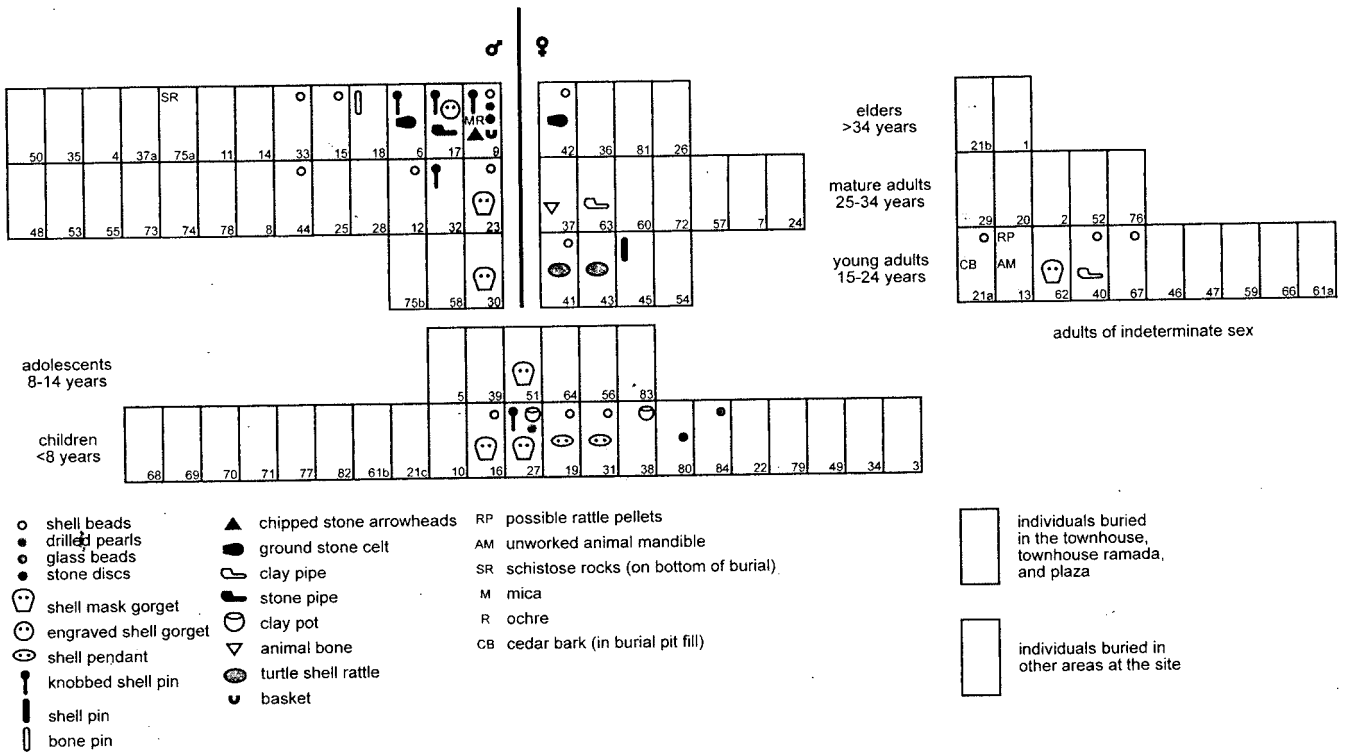 ♂ ♀
SR
MR
50 35 4 37a 75a 11 14 33 15 18 6 17 9
42 36 81 26
elders
>34 years
21b 1
48 53 55 73 74 78 8 44 25 28 12 32 23
37 63 60 72 57 7 24
mature adults
25-34 years
29 20 2 52 76
75b 58 30
41 43 45 54
young adults
15-24 years
RP
CB AM
21a 13 62 40 67 46 47 59 66 61a
adults of indeterminate sex
adolescents
8-14 years
5 39 51 64 56 83
children
<8 years
68 69 70 71 77 82 61b 21c 10 16 27 19 31 38 80 84 22 79 49 34 3
shell beads
drilled pearls
glass beads
stone discs
shell mask gorget
engraved shell gorget
shell pendant
knobbed shell pin
shell pin
bone pin
chipped stone arrowheads
ground stone celt
clay pipe
stone pipe
clay pot
animal bone
turtle shell rattle
basket
RP possible rattle pellets
AM unworked animal mandible
SR schistose rocks (on bottom of burial)
M mica
R ochre
CB cedar bark (in burial pit fill)
individuals buried
in the townhouse,
townhouse ramada,
and plaza
individuals buried in
other areas at the site